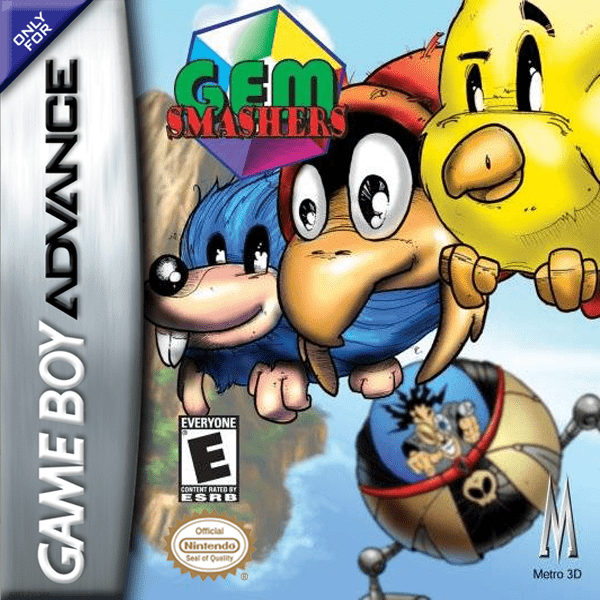 ONLY
FOR
GAME BOY ADVANCE
GEM
SMASHERS
EVERYONE
E
CONTENT RATED BY
ESRB
Official
Nintendo
Seal of Quality
®
M
Metro 3D